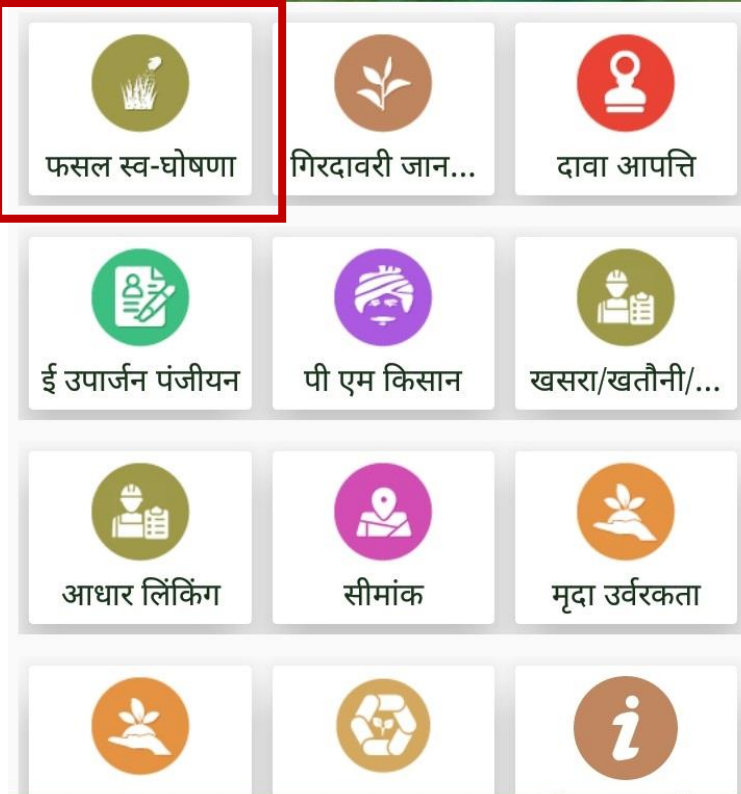 फसल स्व-घोषणा
गिरदावरी जान...
दावा आपत्ति
ई उपार्जन पंजीयन
पी एम किसान
खसरा/खतौनी/...
आधार लिंकिंग
सीमांक
मृदा उर्वरकता